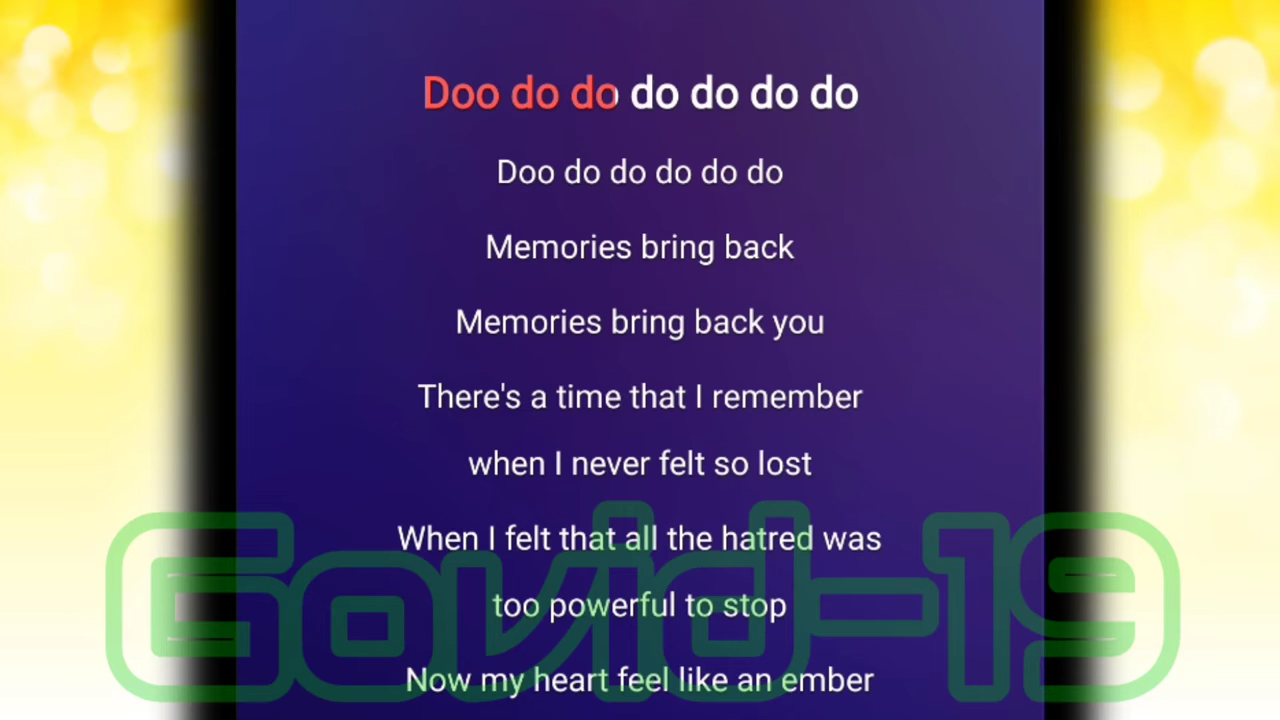 Doo do do do do do do
Doo do do do do do
Memories bring back
Memories bring back you
There's a time that I remember
when I never felt so lost
When I felt that all the hatred was
too powerful to stop
Now my heart feel like an ember
Covid-19